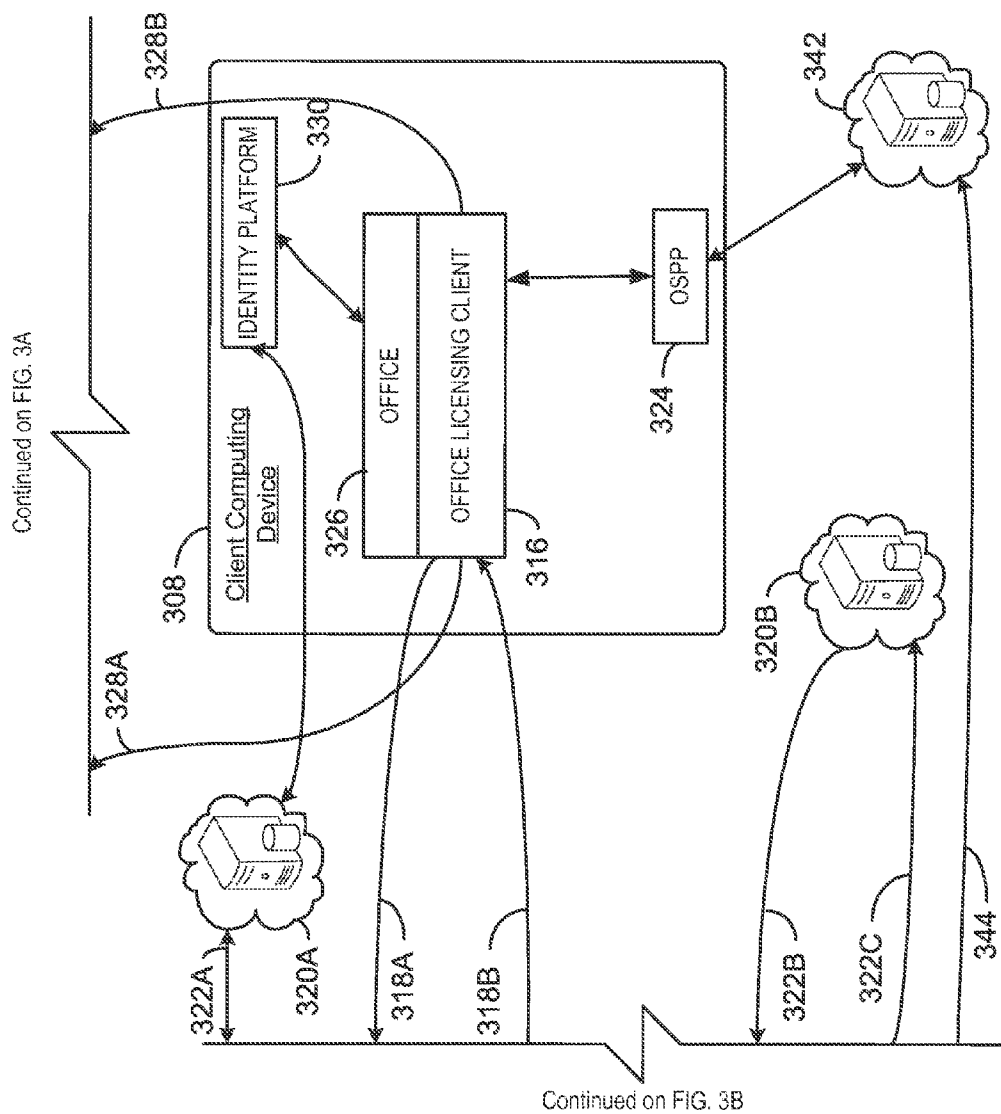 Continued on FIG. 3A
328B
308
Client Computing
Device
IDENTITY PLATFORM
330
326
OFFICE
OFFICE LICENSING CLIENT
316
324
OSPP
342
328A
320A
322A
318A
318B
320B
322B
322C
344
Continued on FIG. 3B